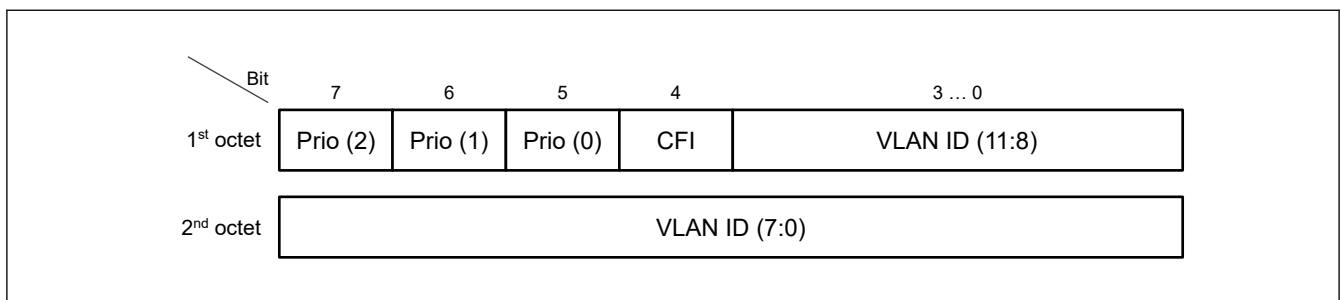 Bit
7 6 5 4 3 … 0
1st octet Prio (2) Prio (1) Prio (0) CFI VLAN ID (11:8)
2nd octet VLAN ID (7:0)